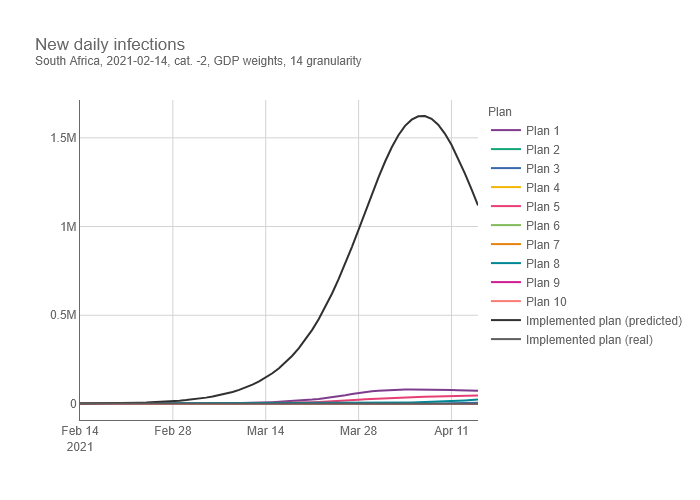 New daily infections
South Africa, 2021-02-14, cat. -2, GDP weights, 14 granularity
Plan
1.5M
1M
0.5M
0
Feb 14
2021
Feb 28
Mar 14
Mar 28
Apr 11
Plan 1
Plan 2
Plan 3
Plan 4
Plan 5
Plan 6
Plan 7
Plan 8
Plan 9
Plan 10
Implemented plan (predicted)
Implemented plan (real)